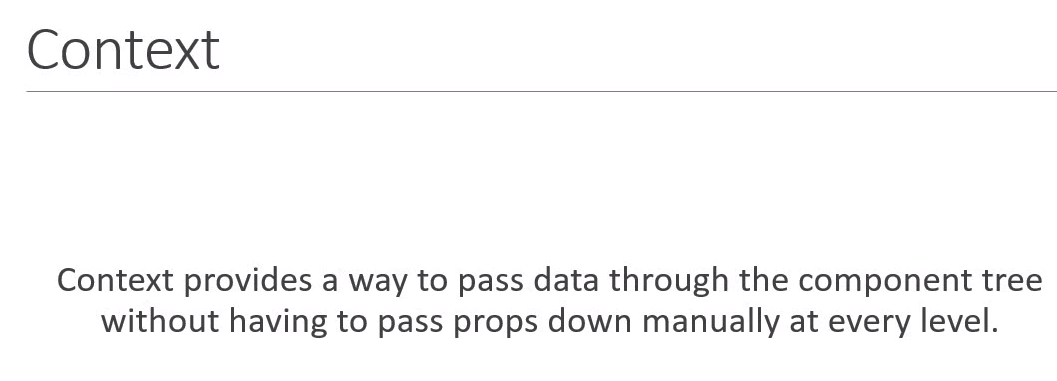 Context
Context provides a way to pass data through the component tree
without having to pass props down manually at every level.